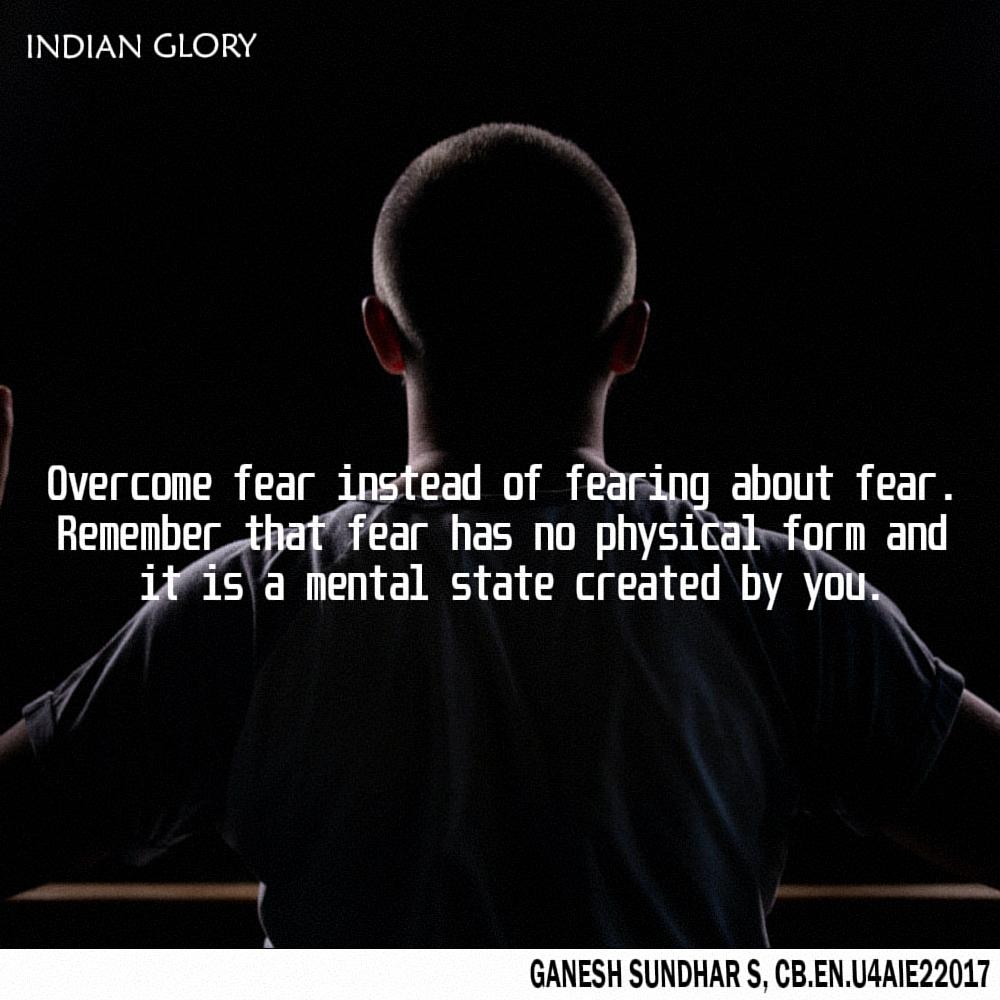 INDIAN GLORY
Overcome fear instead of fearing about fear.
Remember that fear has no physical form and
it is a mental state created by you.
GANESH SUNDHAR S, CB.EN.U4AIE22017